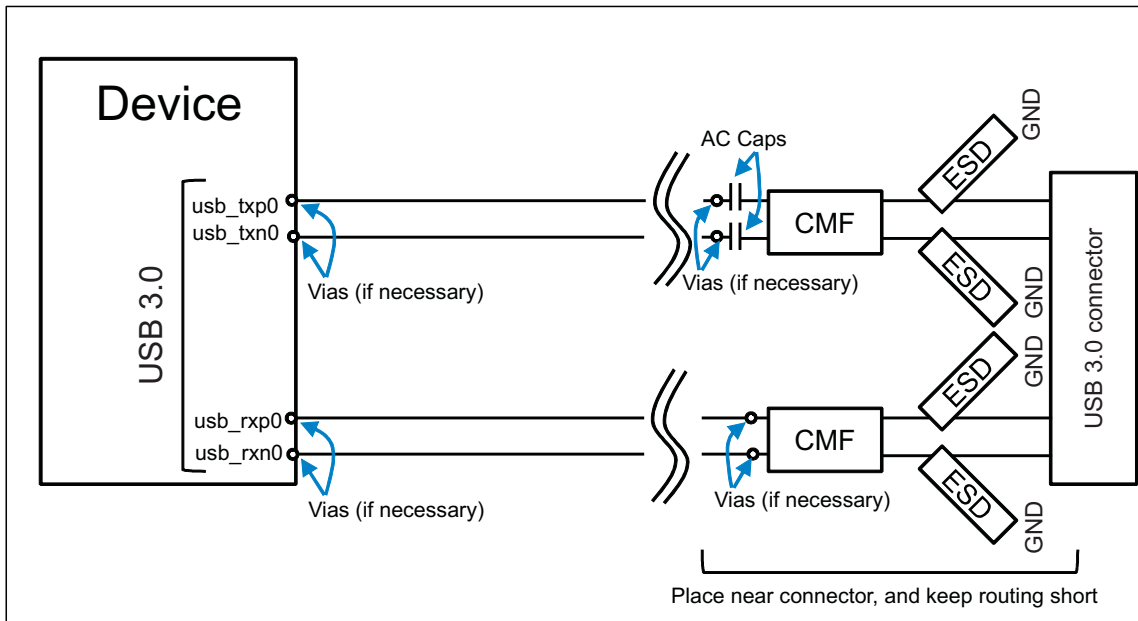 Device
USB 3.0
usb_txp0
usb_txn0
Vias (if necessary)
AC Caps
Vias (if necessary)
CMF
ESD
GND
ESD
GND
USB 3.0 connector
usb_rxp0
usb_rxn0
Vias (if necessary)
Vias (if necessary)
CMF
ESD
GND
ESD
GND
Place near connector, and keep routing short